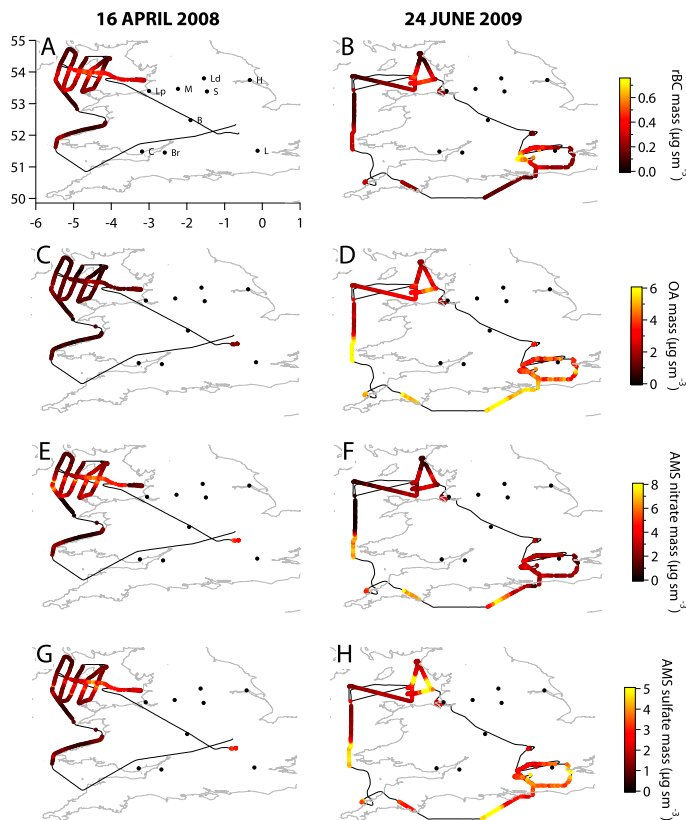 16 APRIL 2008
24 JUNE 2009
55
54
53
52
51
-6 -5 -4 -3 -2 -1 0 1
A
Ld
H
Lp
M
S
B
C
Br
L
B
0.6
0.4
0.2
0.0
rBC mass (µg sm⁻³)
C
D
6
4
2
0
OA mass (µg sm⁻³)
E
F
8
6
4
2
0
AMS nitrate mass (µg sm⁻³)
G
H
5
4
3
2
1
0
AMS sulfate mass (µg sm⁻³)